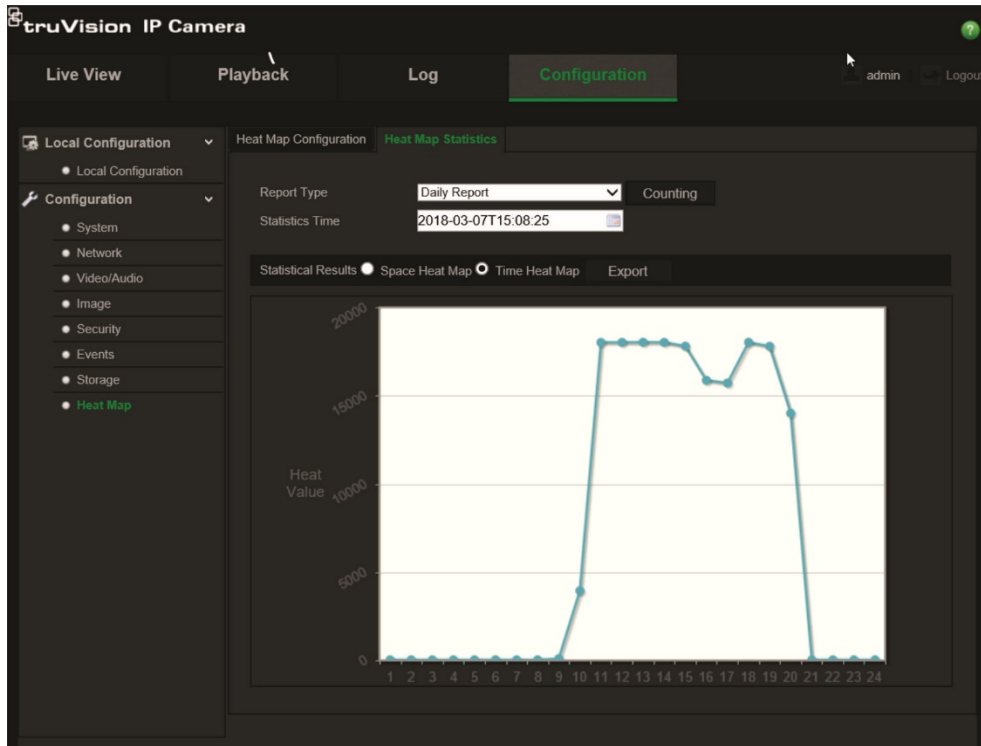 truVision IP Camera
?
Live View Playback Log Configuration admin Logou
Local Configuration
Local Configuration
Configuration
System
Network
Video/Audio
Image
Security
Events
Storage
Heat Map
Heat Map Configuration Heat Map Statistics
Report Type Daily Report Counting
Statistics Time 2018-03-07T15:08:25
Statistical Results Space Heat Map Time Heat Map Export
20000
15000
Heat
Value
10000
5000
0
1 2 3 4 5 6 7 8 9 10 11 12 13 14 15 16 17 18 19 20 21 22 23 24